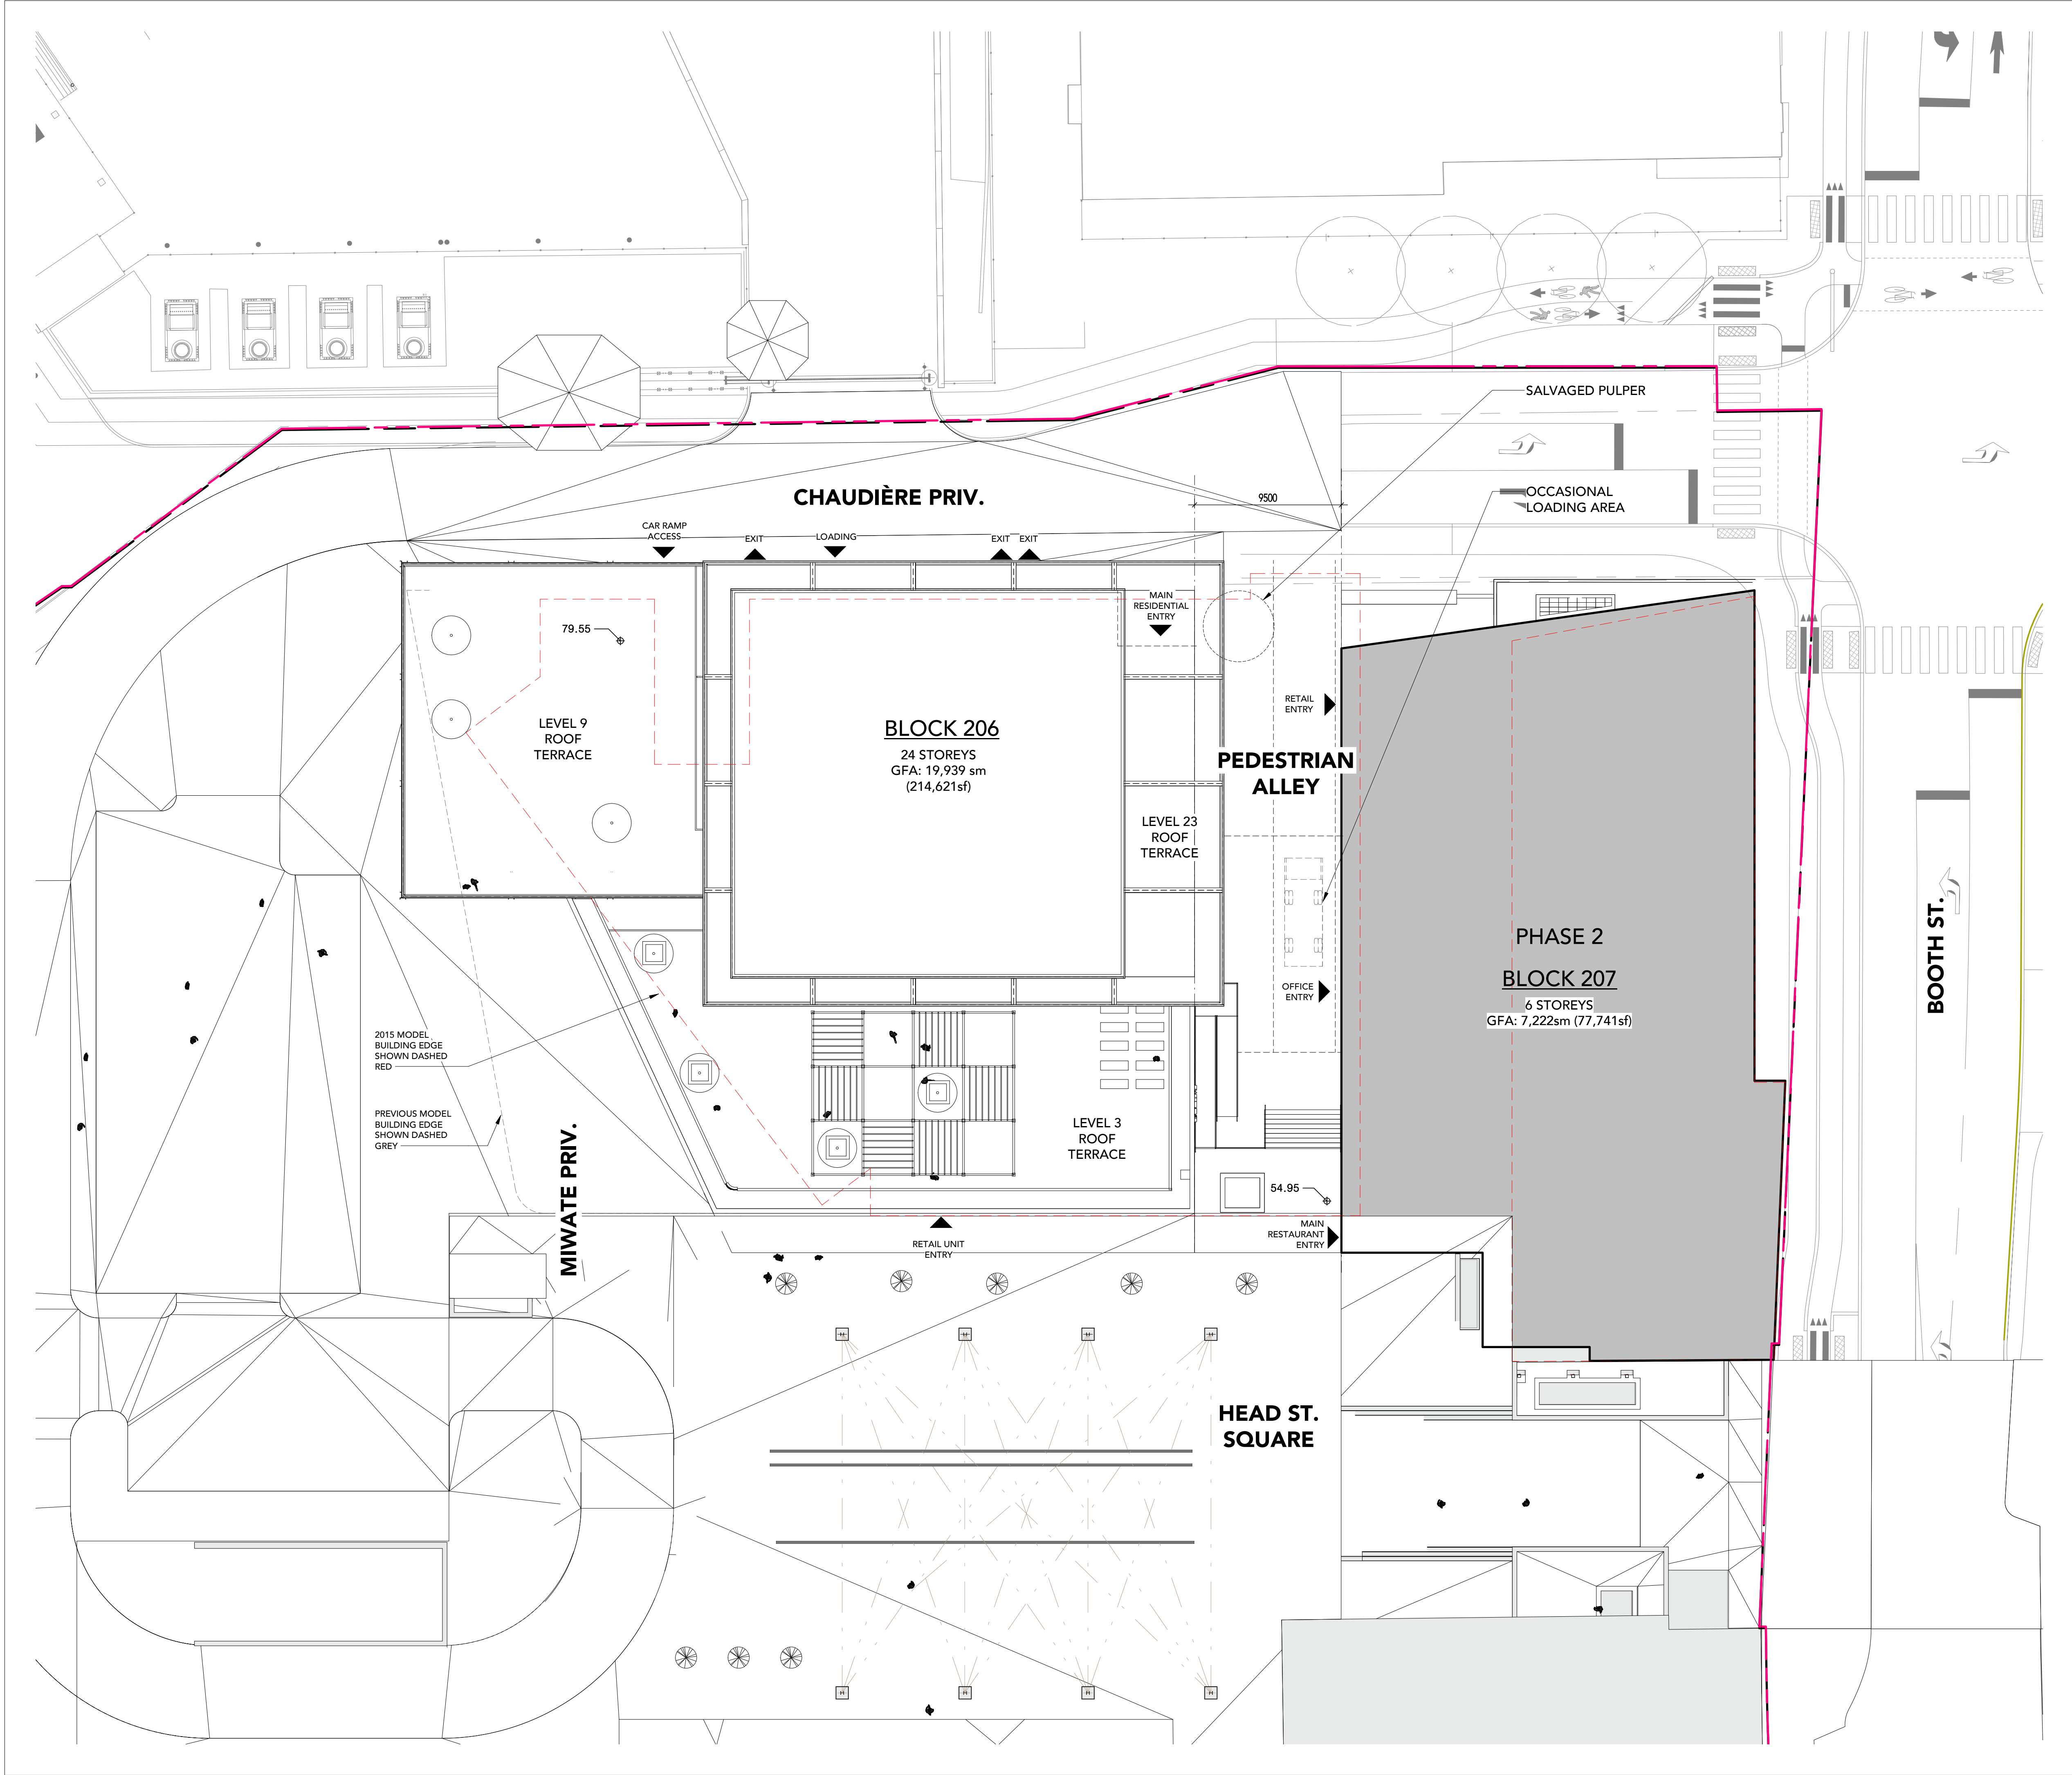 SALVAGED PULPER
CHAUDIÈRE PRIV.
9500
OCCASIONAL
LOADING AREA
CAR RAMP
ACCESS
EXIT
LOADING
EXIT
EXIT
MAIN
RESIDENTIAL
ENTRY
79.55
RETAIL
ENTRY
LEVEL 9
ROOF
TERRACE
BLOCK 206
24 STOREYS
GFA: 19,939 sm
(214,621sf)
PEDESTRIAN
ALLEY
LEVEL 23
ROOF
TERRACE
PHASE 2
BLOCK 207
6 STOREYS
GFA: 7,222sm (77,741sf)
BOOTH ST.
OFFICE
ENTRY
2015 MODEL
BUILDING EDGE
SHOWN DASHED
RED
PREVIOUS MODEL
BUILDING EDGE
SHOWN DASHED
GREY
MIWATE PRIV.
LEVEL 3
ROOF
TERRACE
54.95
MAIN
RESTAURANT
ENTRY
RETAIL UNIT
ENTRY
HEAD ST.
SQUARE